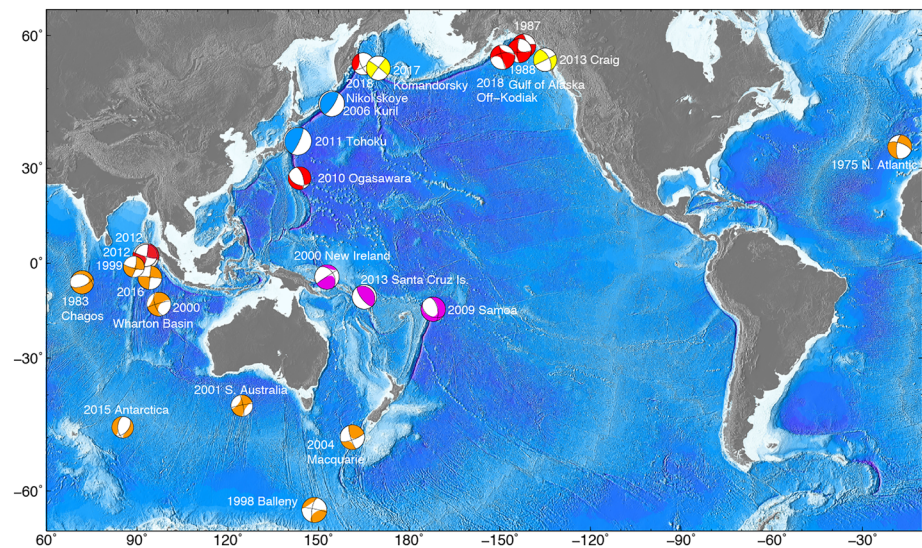 60˚
30˚
0˚
−30˚
−60˚
1987
2013 Craig
2017
Komandorsky
2018
Nikol'skoye
1988
2018
Gulf of Alaska
Off−Kodiak
2006 Kuril
2011 Tohoku
1975 N. Atlantic
2010 Ogasawara
2012
2012
1999
2000 New Ireland
2013 Santa Cruz Is.
2016
1983
Chagos
2000
Wharton Basin
2009 Samoa
2001 S. Australia
2015 Antarctica
2004
Macquarie
1998 Balleny
60
90
120
150
180
−150
−120
−90
−60
−30